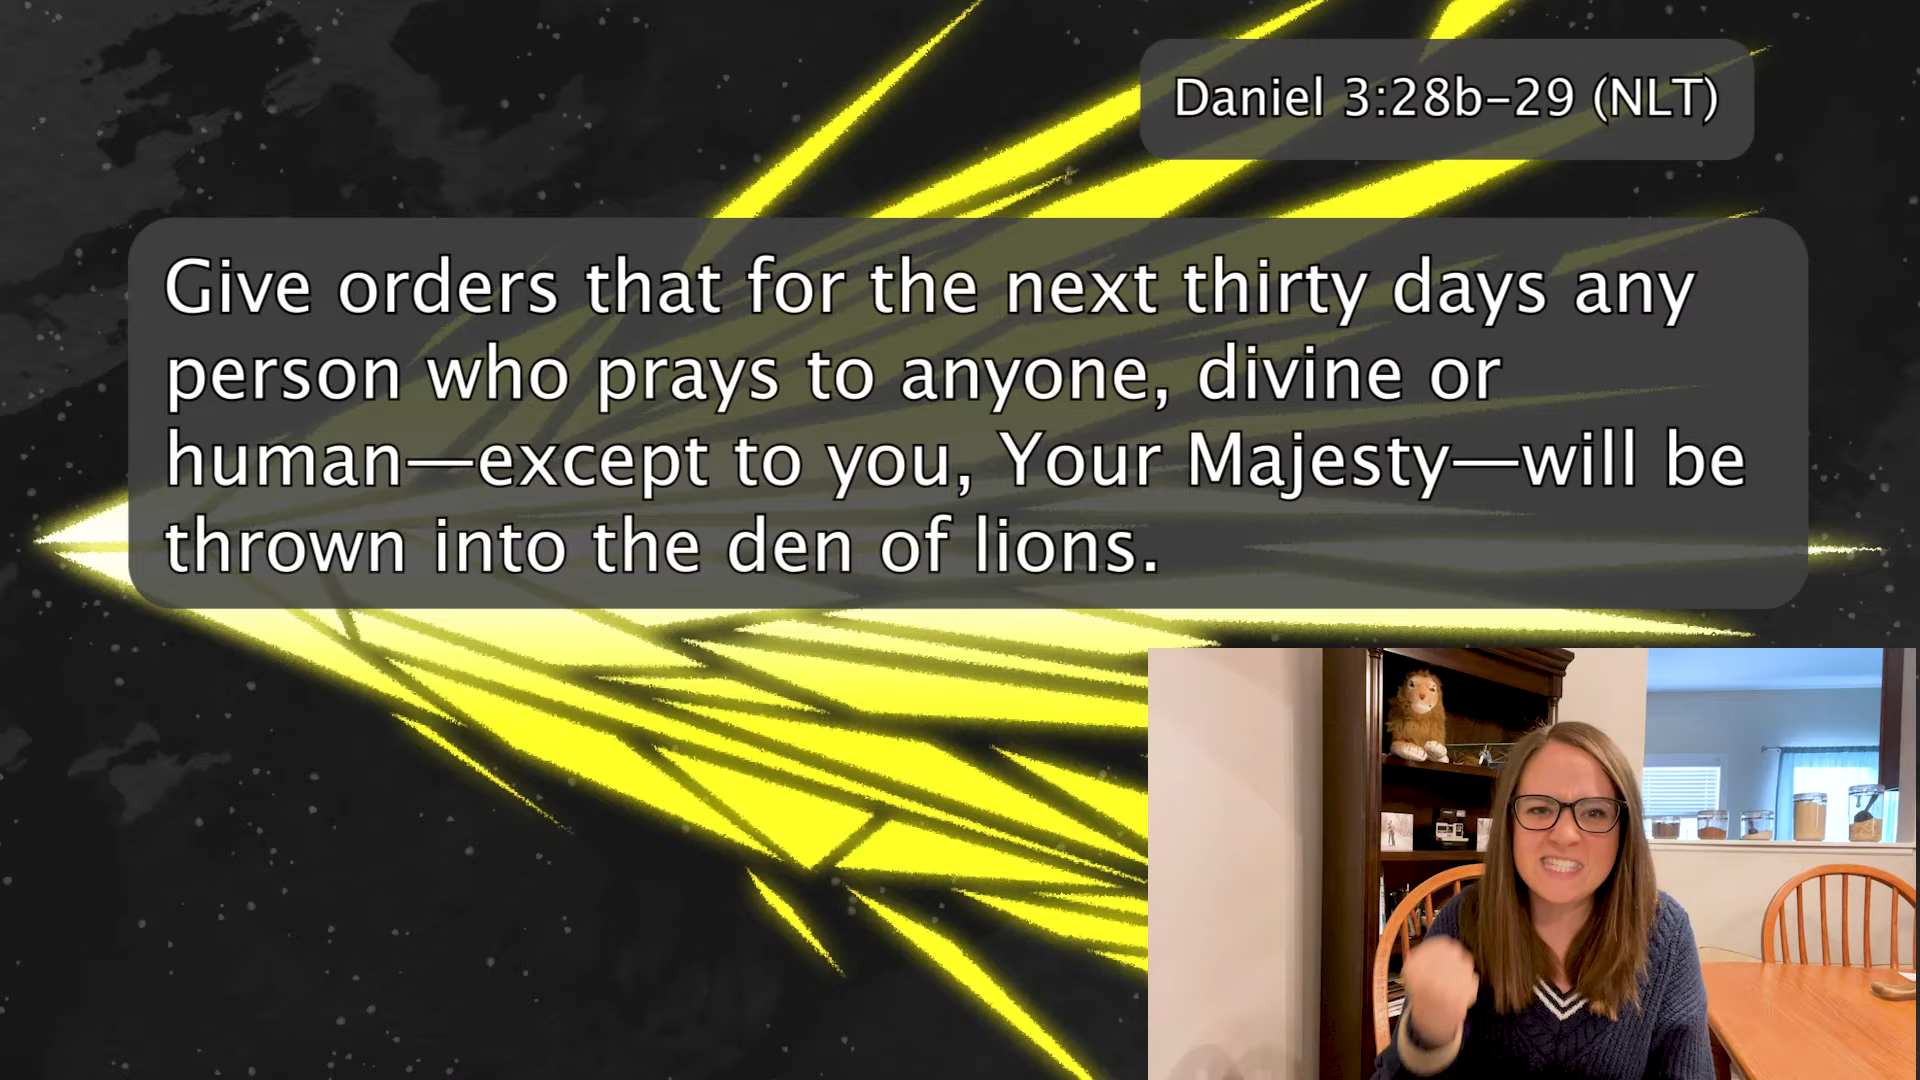 Daniel 3:28b–29 (NLT)
Give orders that for the next thirty days any
person who prays to anyone, divine or
human—except to you, Your Majesty—will be
thrown into the den of lions.